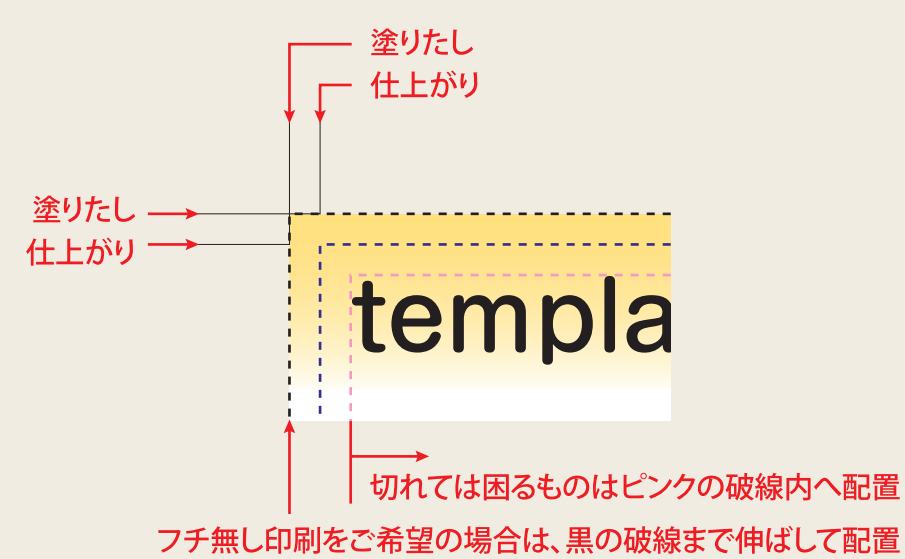 塗りたし
仕上がり
塗りたし
仕上がり
templa
切れては困るものはピンクの破線内へ配置
フチ無し印刷をご希望の場合は、黒の破線まで伸ばして配置